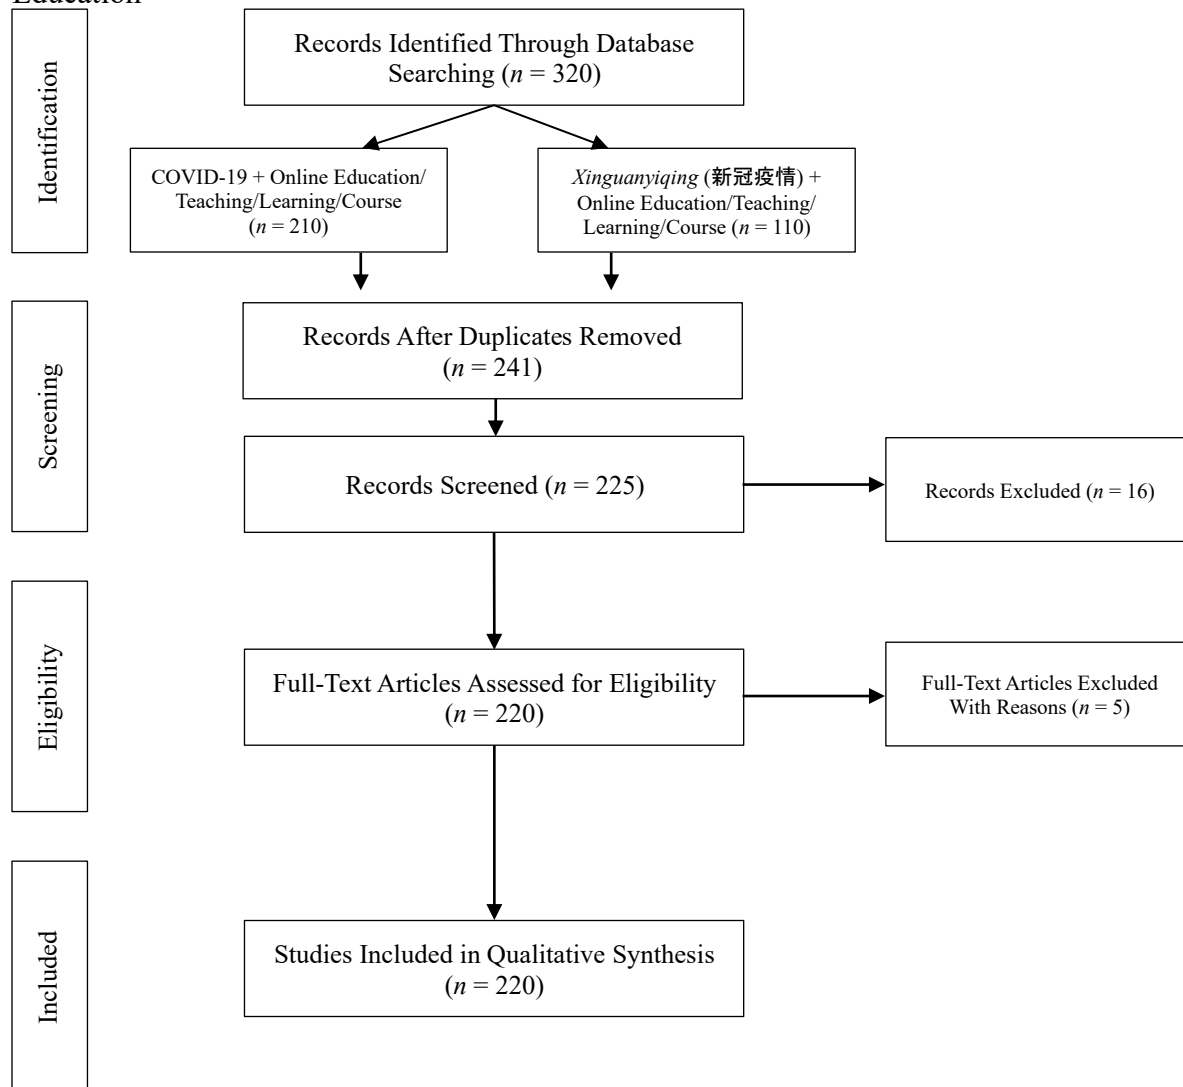 Education
Identification
Records Identified Through Database
Searching (n = 320)
COVID-19 + Online Education/
Teaching/Learning/Course
(n = 210)
Xinguanyiqing (新冠疫情) +
Online Education/Teaching/
Learning/Course (n = 110)
Screening
Records After Duplicates Removed
(n = 241)
Records Screened (n = 225)
Records Excluded (n = 16)
Eligibility
Full-Text Articles Assessed for Eligibility
(n = 220)
Full-Text Articles Excluded
With Reasons (n = 5)
Included
Studies Included in Qualitative Synthesis
(n = 220)